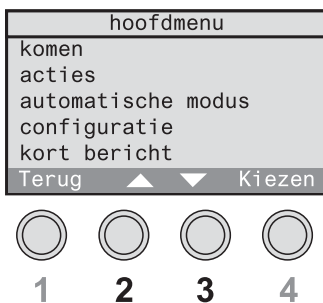 hoofdmenu
komen
acties
automatische modus
configuratie
kort bericht
Terug Kiezen
1 2 3 4